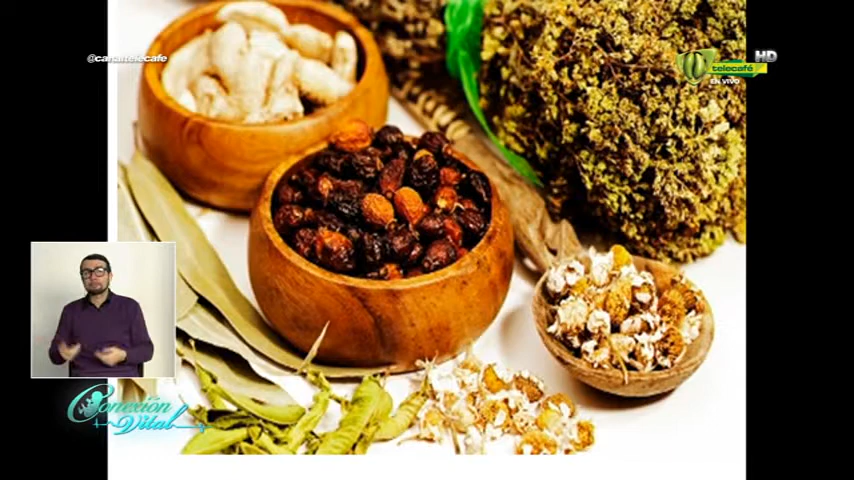 @canaltelecafe
HD
telecafé
EN VIVO
Conexión
Vital